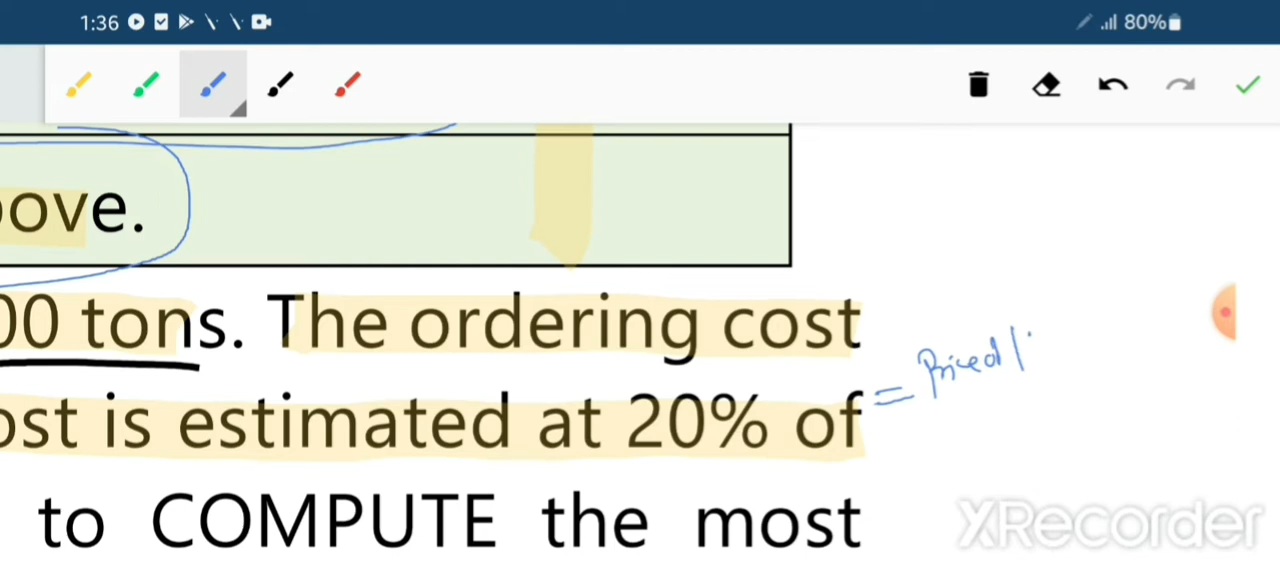 1:36 80%
ove.
00 tons. The ordering cost
ost is estimated at 20% of
= Priced
to COMPUTE the most
XRecorder